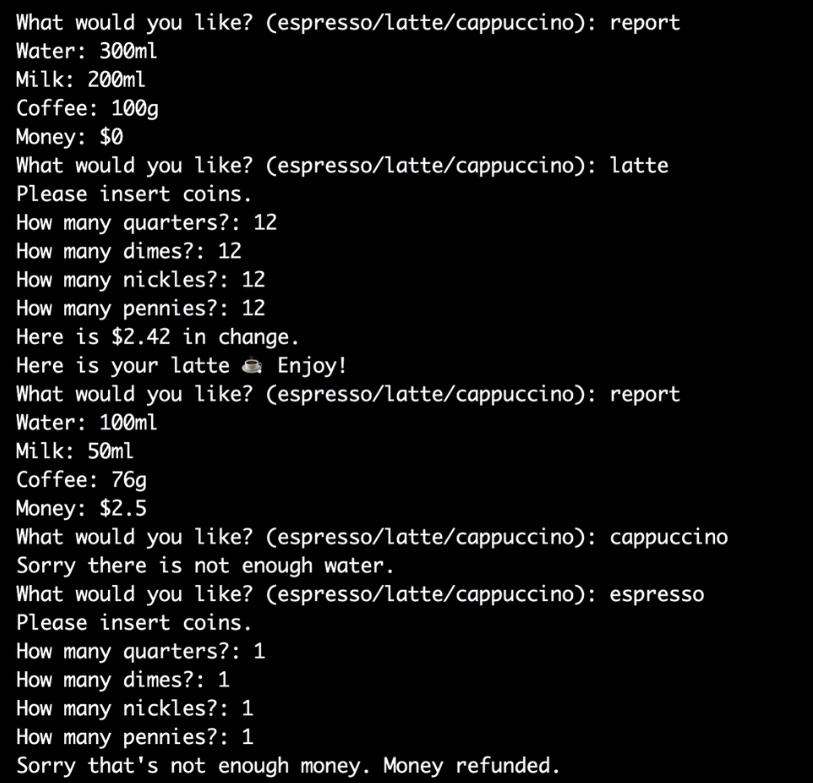 What would you like? (espresso/latte/cappuccino): report
Water: 300ml
Milk: 200ml
Coffee: 100g
Money: $0
What would you like? (espresso/latte/cappuccino): latte
Please insert coins.
How many quarters?: 12
How many dimes?: 12
How many nickles?: 12
How many pennies?: 12
Here is $2.42 in change.
Here is your latte ☕ Enjoy!
What would you like? (espresso/latte/cappuccino): report
Water: 100ml
Milk: 50ml
Coffee: 76g
Money: $2.5
What would you like? (espresso/latte/cappuccino): cappuccino
Sorry there is not enough water.
What would you like? (espresso/latte/cappuccino): espresso
Please insert coins.
How many quarters?: 1
How many dimes?: 1
How many nickles?: 1
How many pennies?: 1
Sorry that's not enough money. Money refunded.